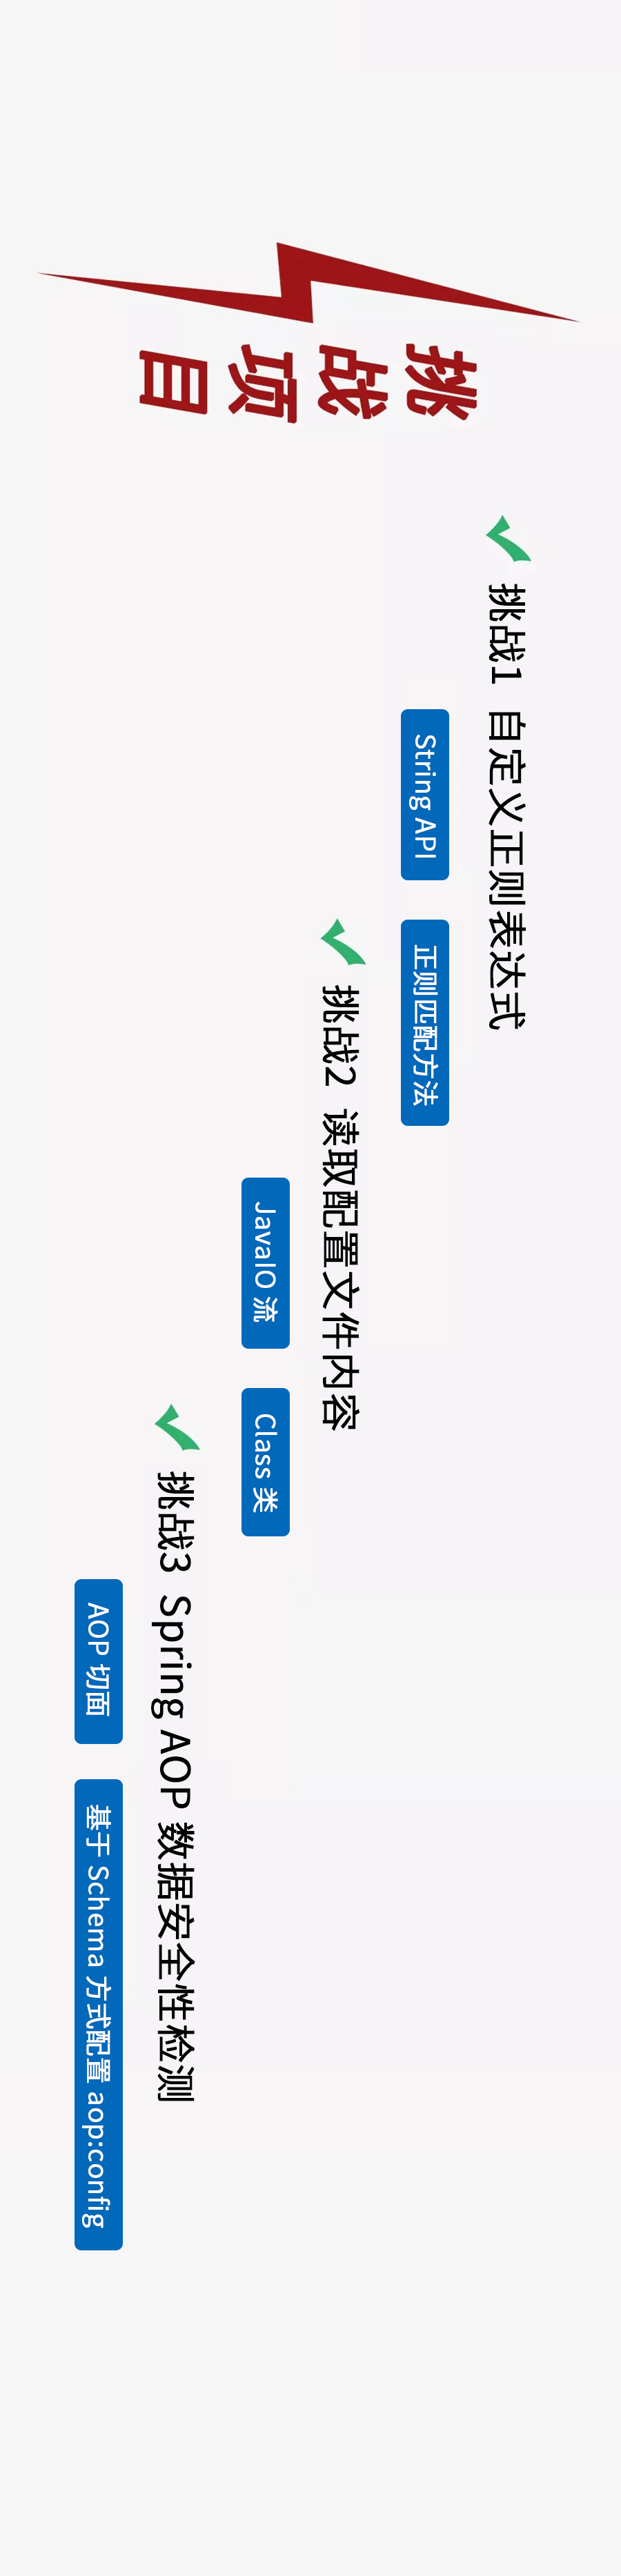 挑战项目
挑战1 自定义正则表达式
String API
正则匹配方法
挑战2 读取配置文件内容
JavaIO 流
Class 类
挑战3 Spring AOP 数据安全性检测
AOP 切面
基于 Schema 方式配置 aop:config